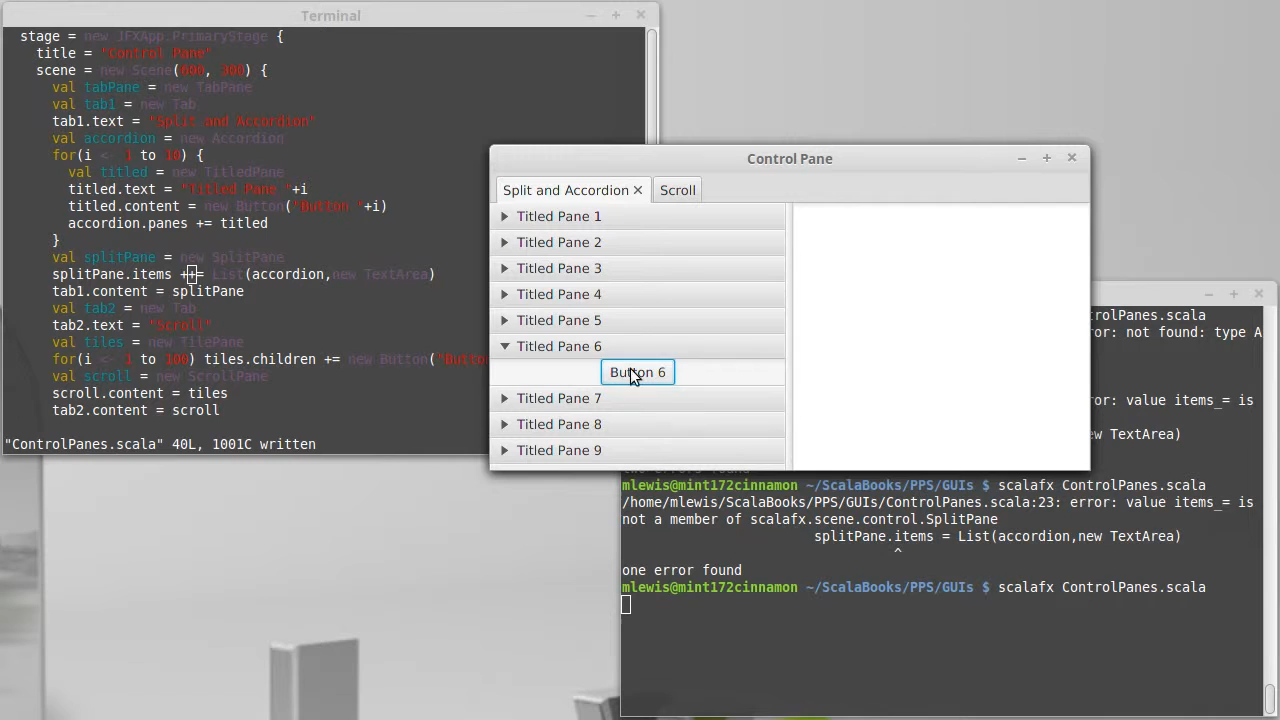 Terminal
stage = new JFXApp.PrimaryStage {
title = "Control Pane"
scene = new Scene(600, 300) {
val tabPane = new TabPane
val tab1 = new Tab
tab1.text = "Split and Accordion"
val accordion = new Accordion
for(i <- 1 to 10) {
val titled = new TitledPane
titled.text = "Titled Pane "+i
titled.content = new Button("Button "+i)
accordion.panes += titled
}
val splitPane = new SplitPane
splitPane.items ++= List(accordion,new TextArea)
tab1.content = splitPane
val tab2 = new Tab
tab2.text = "Scroll"
val tiles = new TilePane
for(i <- 1 to 100) tiles.children += new Button("Button
val scroll = new ScrollPane
scroll.content = tiles
tab2.content = scroll
"ControlPanes.scala" 40L, 1001C written
Control Pane
Split and Accordion
Scroll
Titled Pane 1
Titled Pane 2
Titled Pane 3
Titled Pane 4
Titled Pane 5
Titled Pane 6
Button 6
Titled Pane 7
Titled Pane 8
Titled Pane 9
ControlPanes.scala
error: not found: type A
error: value items_= is
new TextArea)
two errors found
mlewis@mint172cinnamon ~/ScalaBooks/PPS/GUIs $ scalafx ControlPanes.scala
/home/mlewis/ScalaBooks/PPS/GUIs/ControlPanes.scala:23: error: value items_= is
not a member of scalafx.scene.control.SplitPane
splitPane.items = List(accordion,new TextArea)
^
one error found
mlewis@mint172cinnamon ~/ScalaBooks/PPS/GUIs $ scalafx ControlPanes.scala